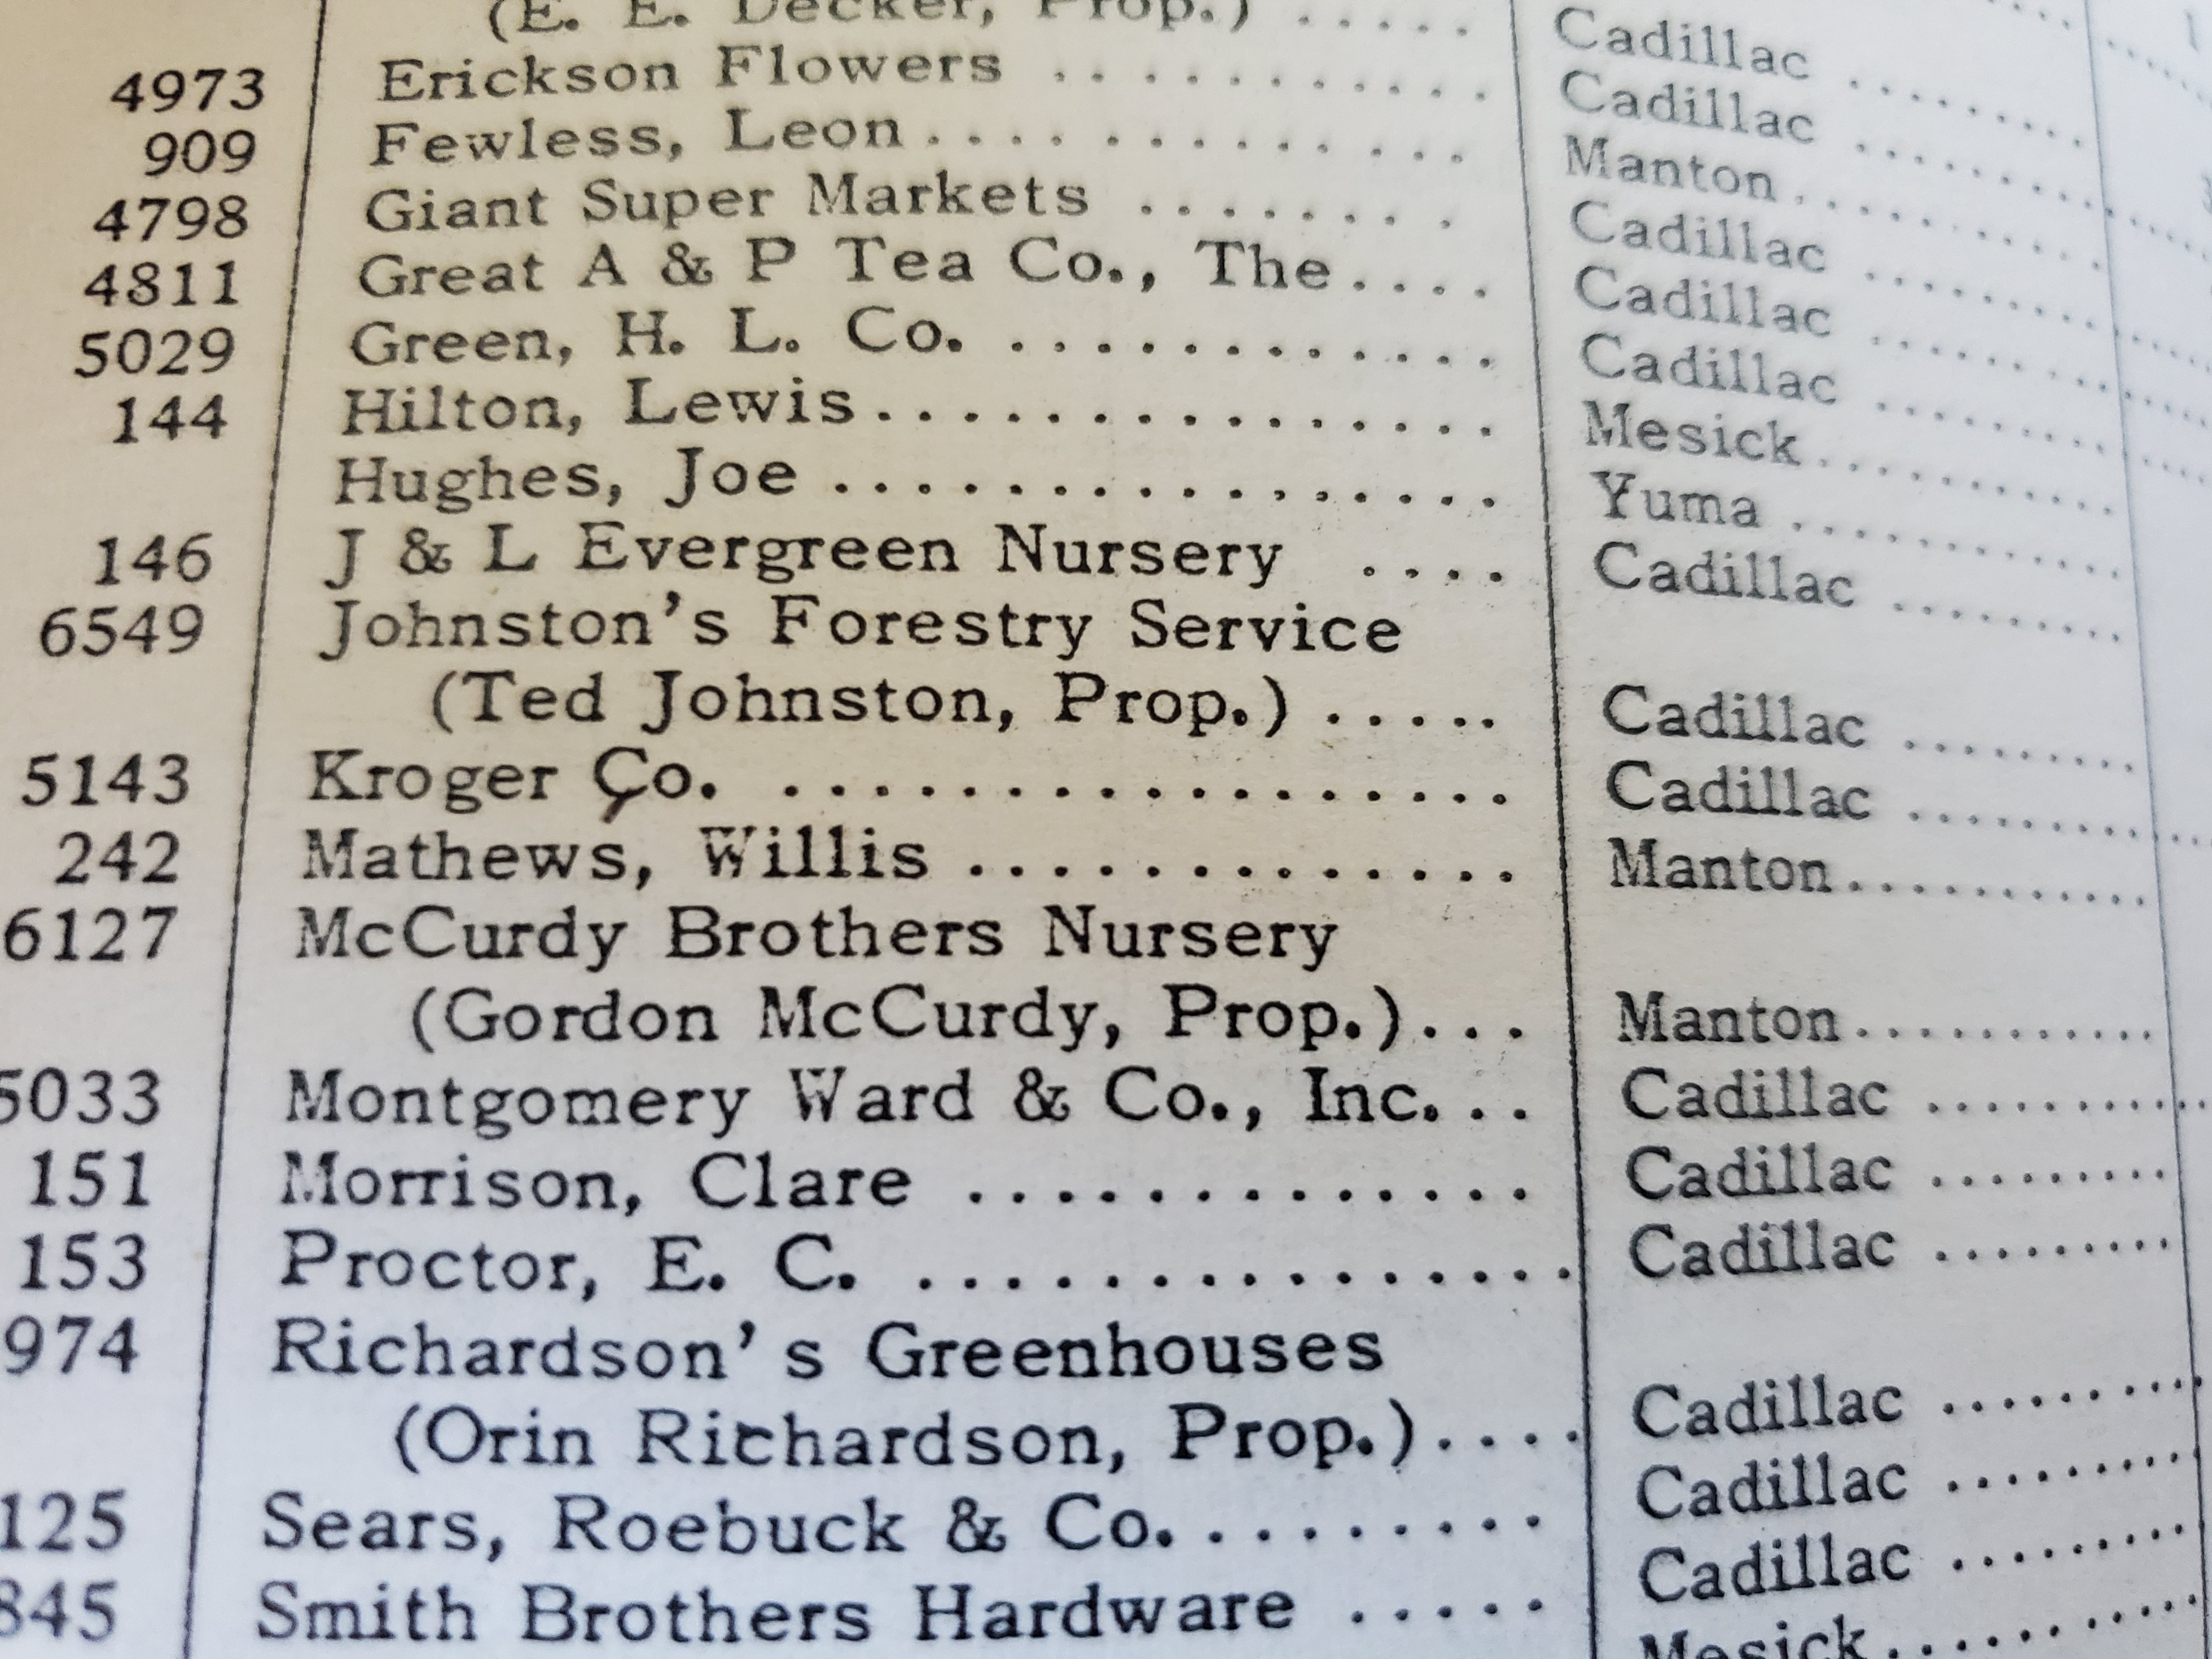 (E. E. Decker, Prop.) ..... Cadillac ........
4973 Erickson Flowers ........... Cadillac ........
909 Fewless, Leon.............. Manton..........
4798 Giant Super Markets ........ Cadillac ........
4811 Great A & P Tea Co., The.... Cadillac ........
5029 Green, H. L. Co. ............ Cadillac ........
144 Hilton, Lewis................ Mesick..........
Hughes, Joe ................. Yuma ...........
146 J & L Evergreen Nursery .... Cadillac ........
6549 Johnston's Forestry Service
(Ted Johnston, Prop.) ..... Cadillac ........
5143 Kroger Co. ................. Cadillac ........
242 Mathews, Willis .............. Manton...........
6127 McCurdy Brothers Nursery
(Gordon McCurdy, Prop.)... Manton...........
5033 Montgomery Ward & Co., Inc... Cadillac .........
151 Morrison, Clare .............. Cadillac .........
153 Proctor, E. C. ................ Cadillac .........
974 Richardson's Greenhouses
(Orin Richardson, Prop.).... Cadillac .........
125 Sears, Roebuck & Co.......... Cadillac .........
845 Smith Brothers Hardware ..... Cadillac .........
Mesick..........